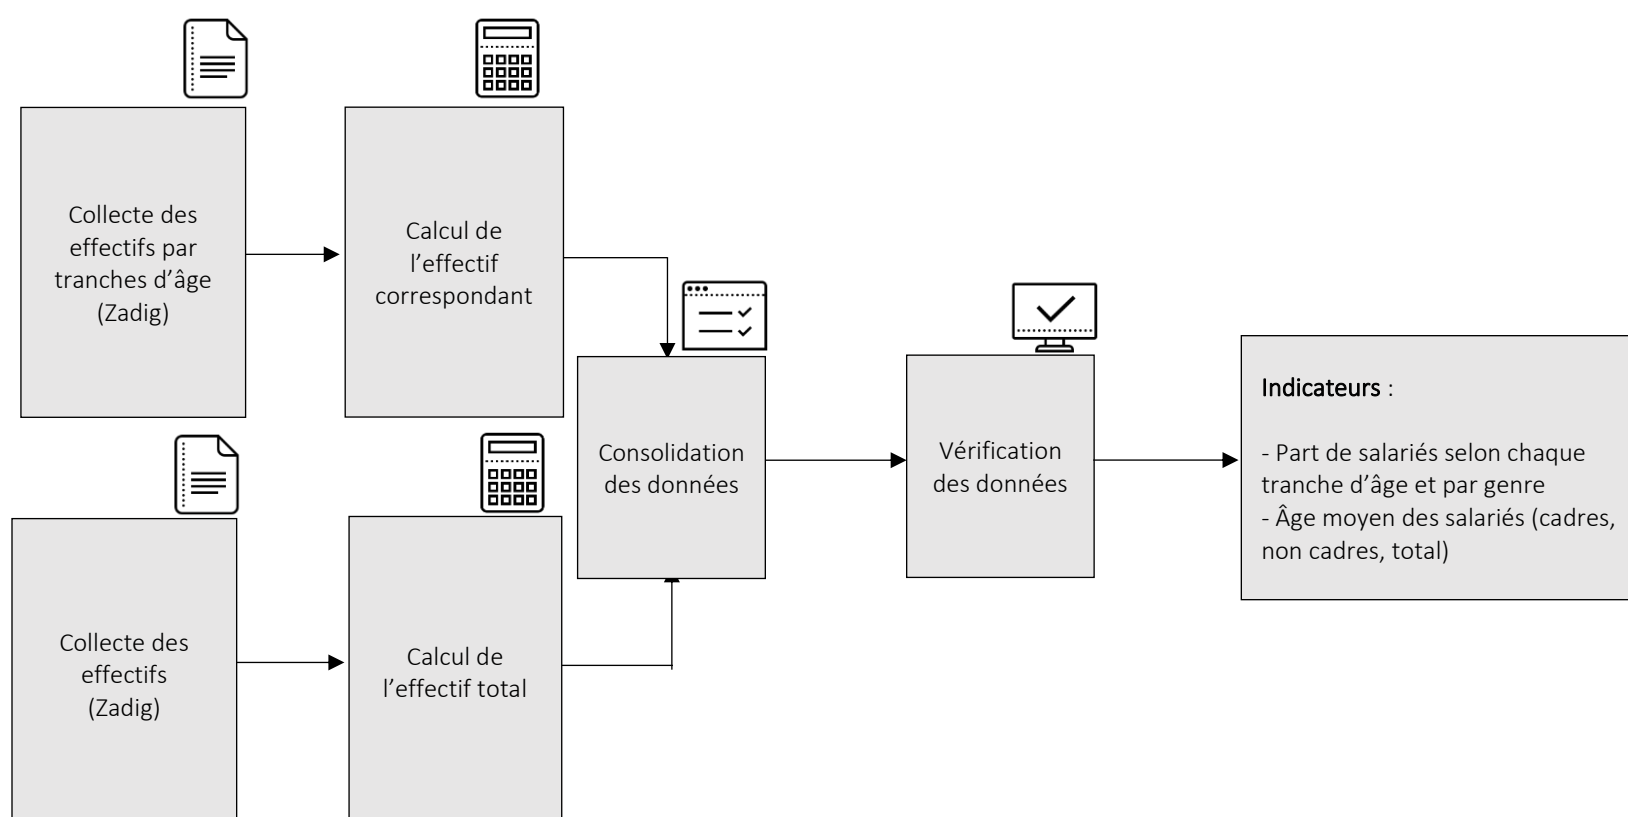 Collecte des
effectifs par
tranches d’âge
(Zadig)
Calcul de
l’effectif
correspondant
Collecte des
effectifs
(Zadig)
Calcul de
l’effectif total
Consolidation
des données
Vérification
des données
Indicateurs :
- Part de salariés selon chaque
tranche d’âge et par genre
- Âge moyen des salariés (cadres,
non cadres, total)